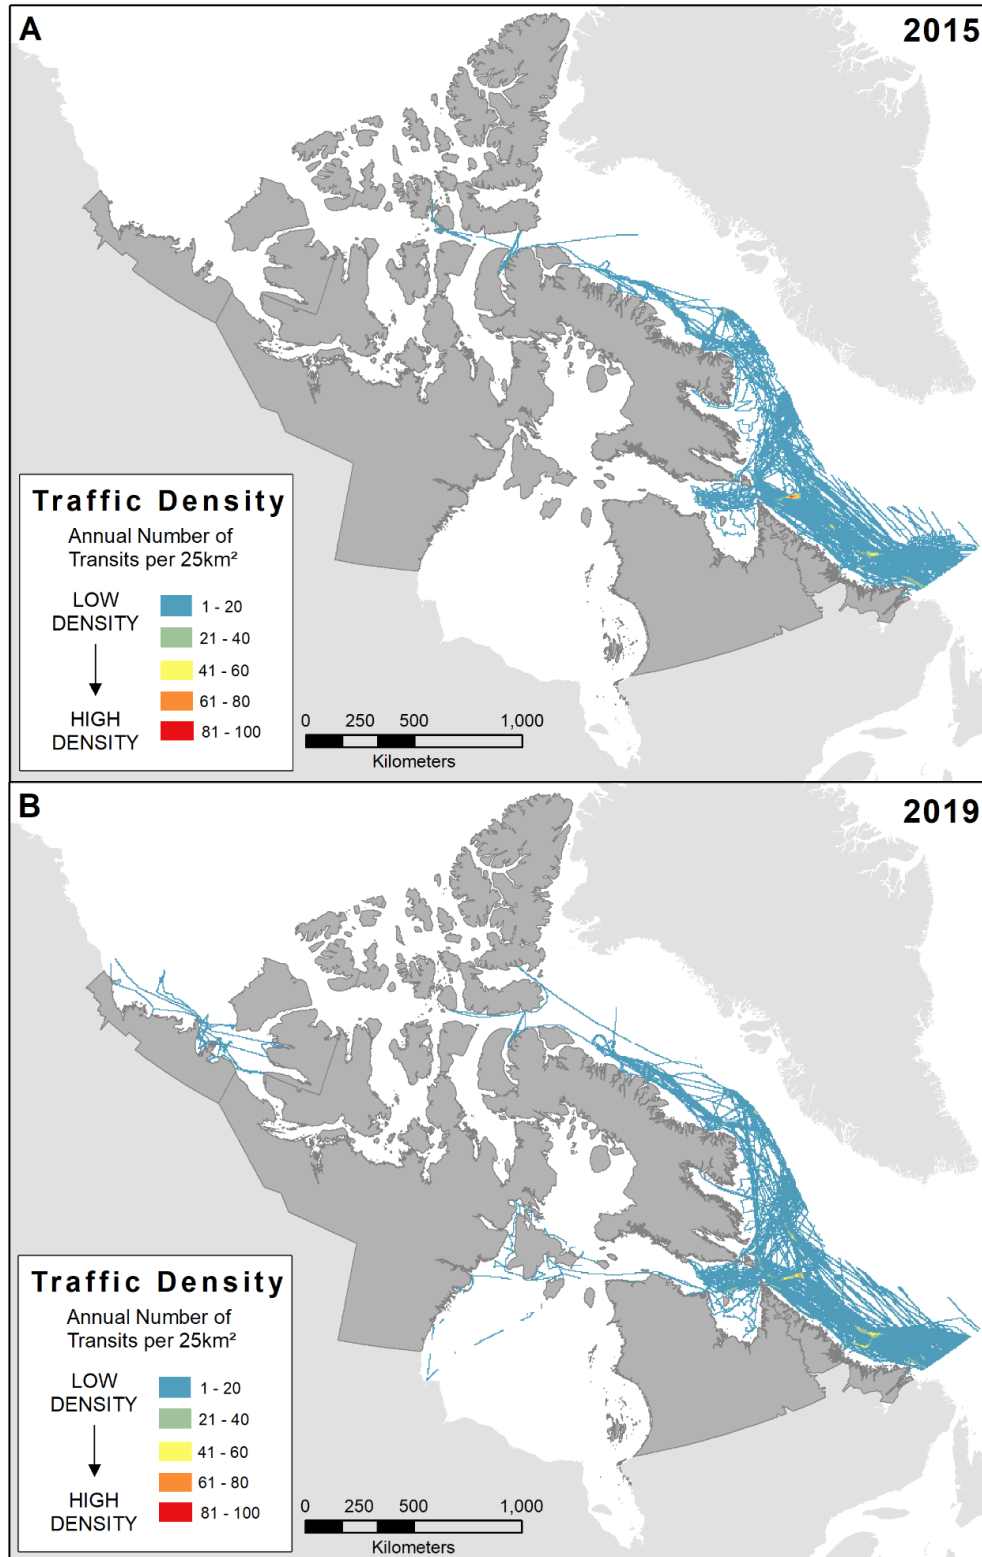 A
2015
Traffic Density
Annual Number of
Transits per 25km²
LOW
DENSITY
HIGH
DENSITY
1 - 20
21 - 40
41 - 60
61 - 80
81 - 100
0 250 500 1,000
Kilometers
B
2019
Traffic Density
Annual Number of
Transits per 25km²
LOW
DENSITY
HIGH
DENSITY
1 - 20
21 - 40
41 - 60
61 - 80
81 - 100
0 250 500 1,000
Kilometers